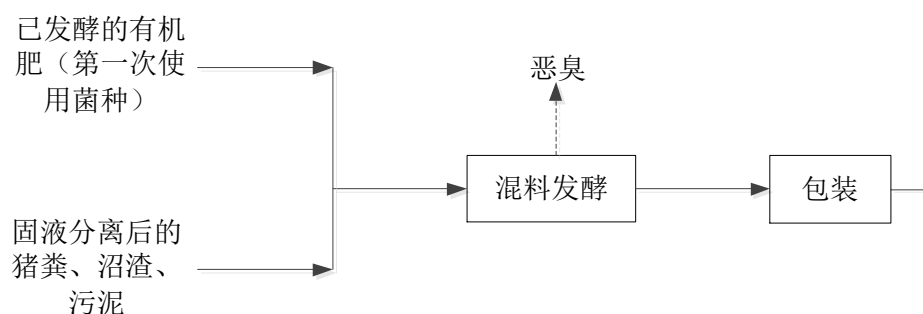 已发酵的有机
肥（第一次使
用菌种）
恶臭
混料发酵
包装
固液分离后的
猪粪、沼渣、
污泥